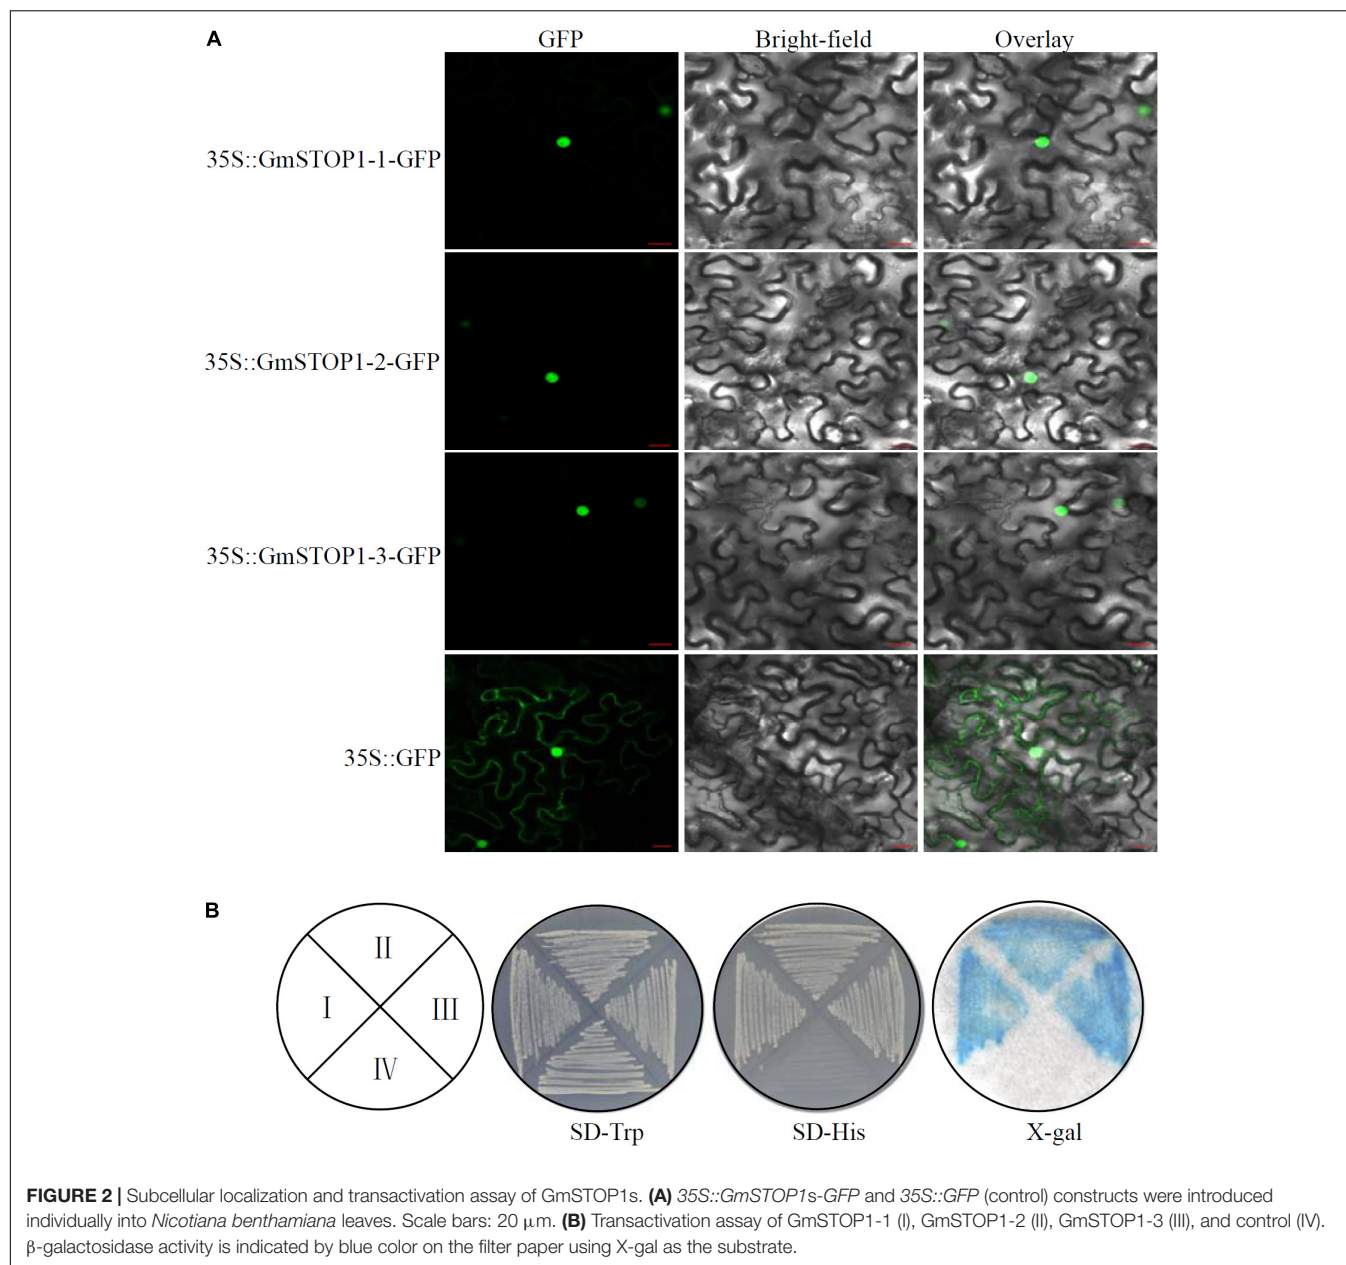 A
GFP
Bright-field
Overlay
35S::GmSTOP1-1-GFP
35S::GmSTOP1-2-GFP
35S::GmSTOP1-3-GFP
35S::GFP
B
II
I
III
IV
SD-Trp
SD-His
X-gal
FIGURE 2 | Subcellular localization and transactivation assay of GmSTOP1s. (A) 35S::GmSTOP1s-GFP and 35S::GFP (control) constructs were introduced
individually into Nicotiana benthamiana leaves. Scale bars: 20 μm. (B) Transactivation assay of GmSTOP1-1 (I), GmSTOP1-2 (II), GmSTOP1-3 (III), and control (IV).
β-galactosidase activity is indicated by blue color on the filter paper using X-gal as the substrate.